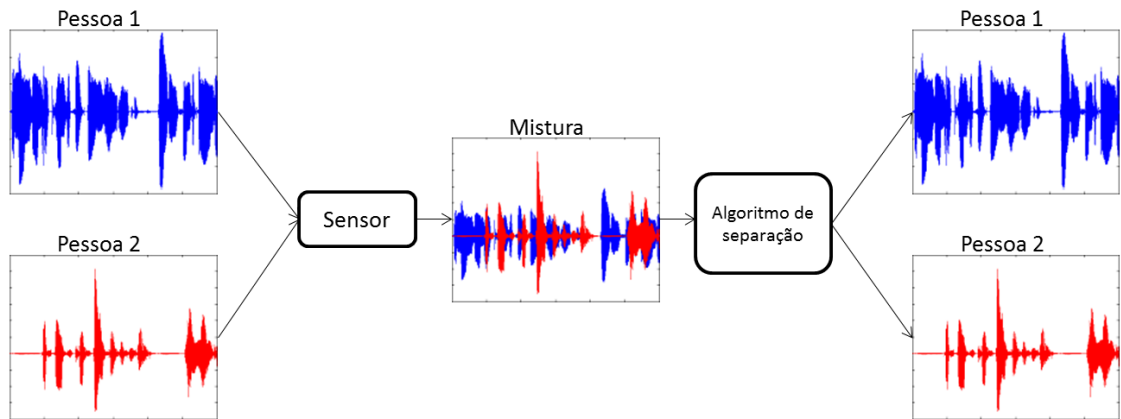 Pessoa 1
Pessoa 1
Mistura
Sensor
Algoritmo de
separação
Pessoa 2
Pessoa 2